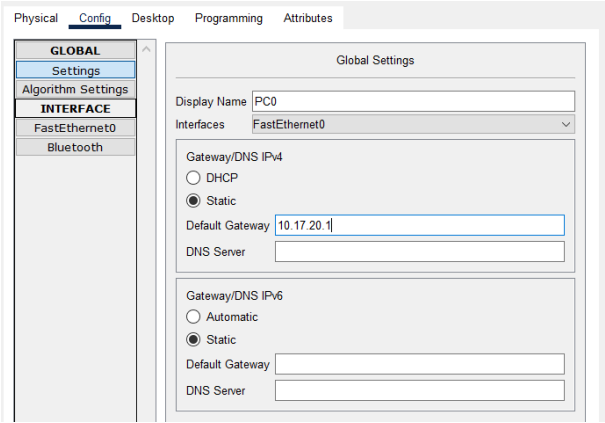 Physical Config Desktop Programming Attributes
GLOBAL
Settings
Algorithm Settings
INTERFACE
FastEthernet0
Bluetooth
Global Settings
Display Name PC0
Interfaces FastEthernet0
Gateway/DNS IPv4
DHCP
Static
Default Gateway 10.17.20.1
DNS Server
Gateway/DNS IPv6
Automatic
Static
Default Gateway
DNS Server